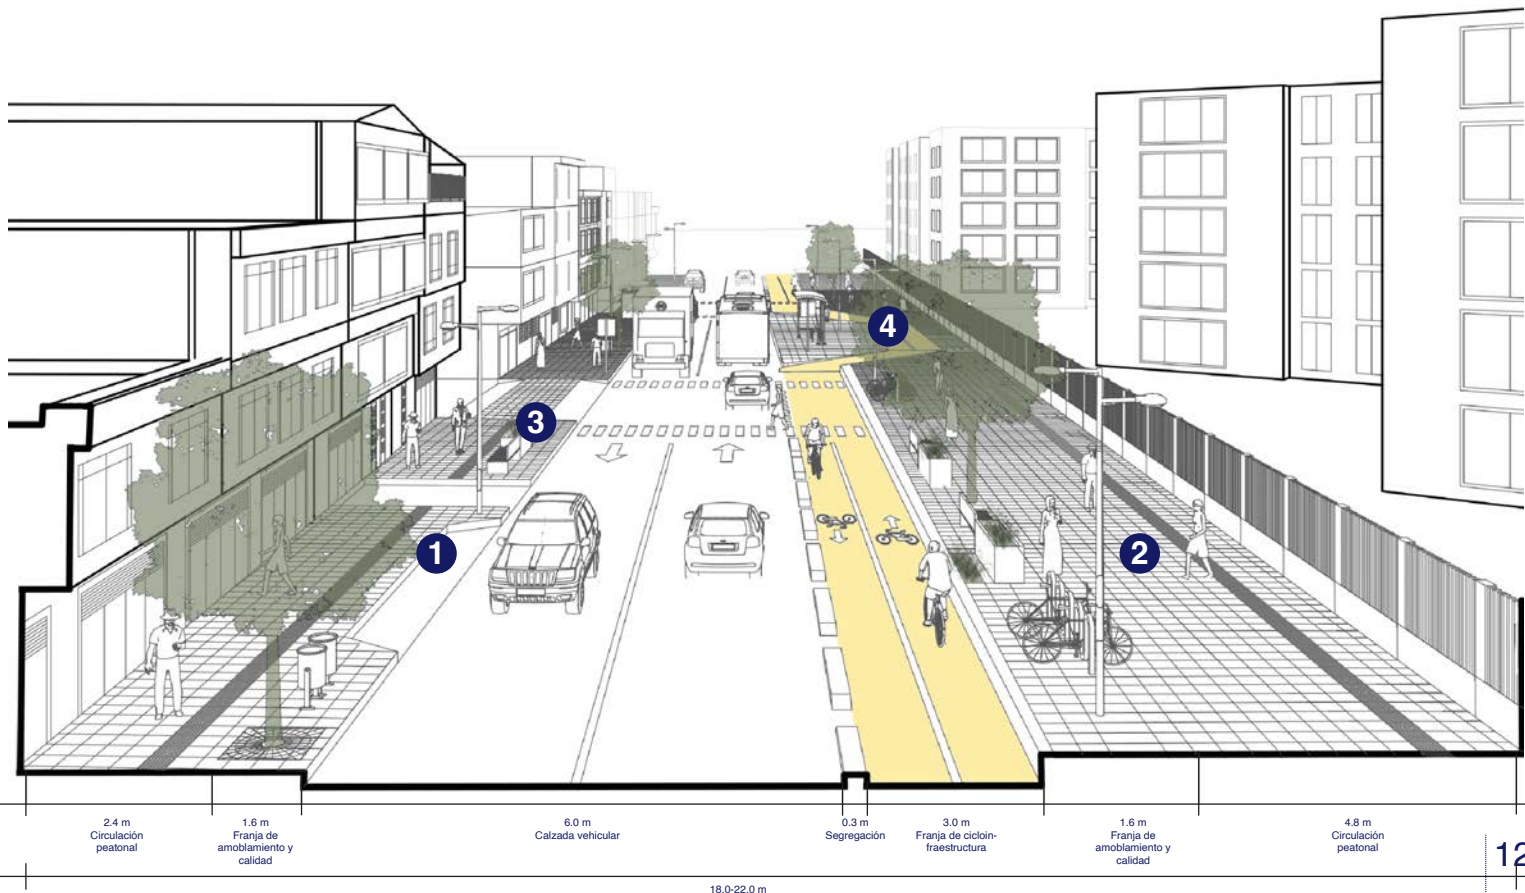 4
3
1
2
2.4 m
Circulación
peatonal
1.6 m
Franja de
amoblamiento y
calidad
6.0 m
Calzada vehicular
0.3 m
Segregación
3.0 m
Franja de cicloin-
fraestructura
1.6 m
Franja de
amoblamiento y
calidad
4.8 m
Circulación
peatonal
12
18.0-22.0 m